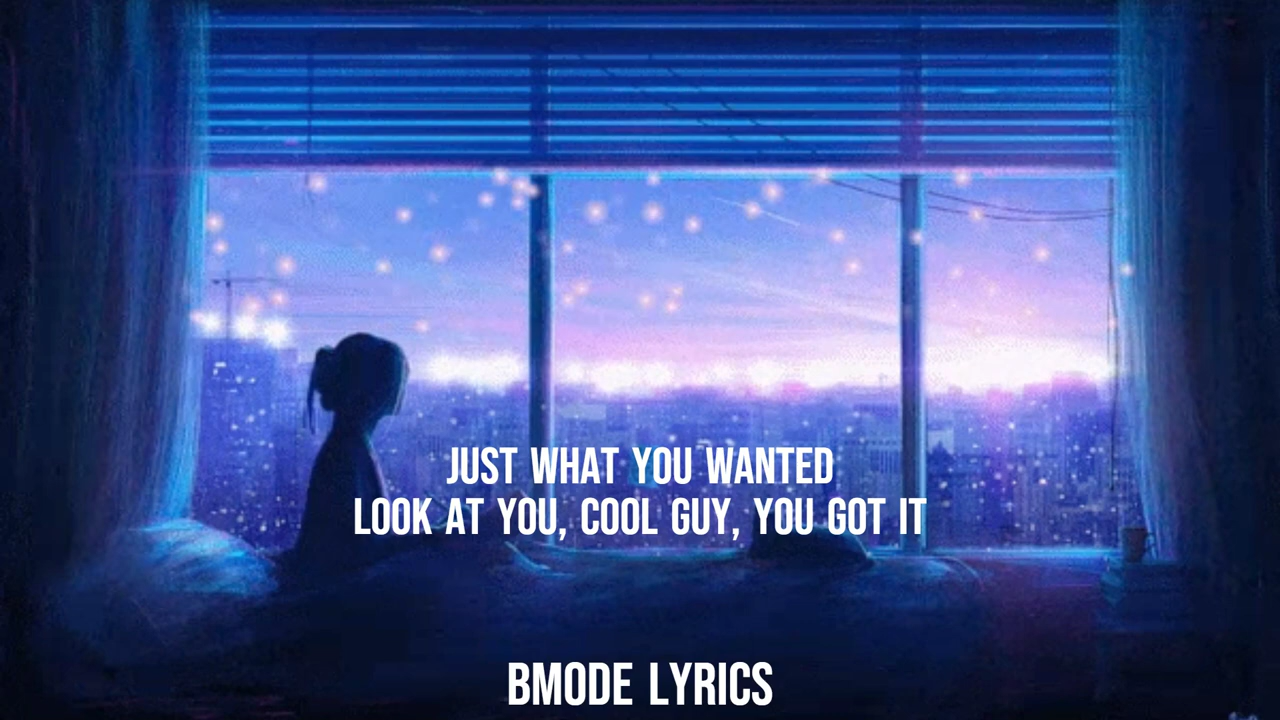 JUST WHAT YOU WANTED
LOOK AT YOU, COOL GUY, YOU GOT IT
BMODE LYRICS